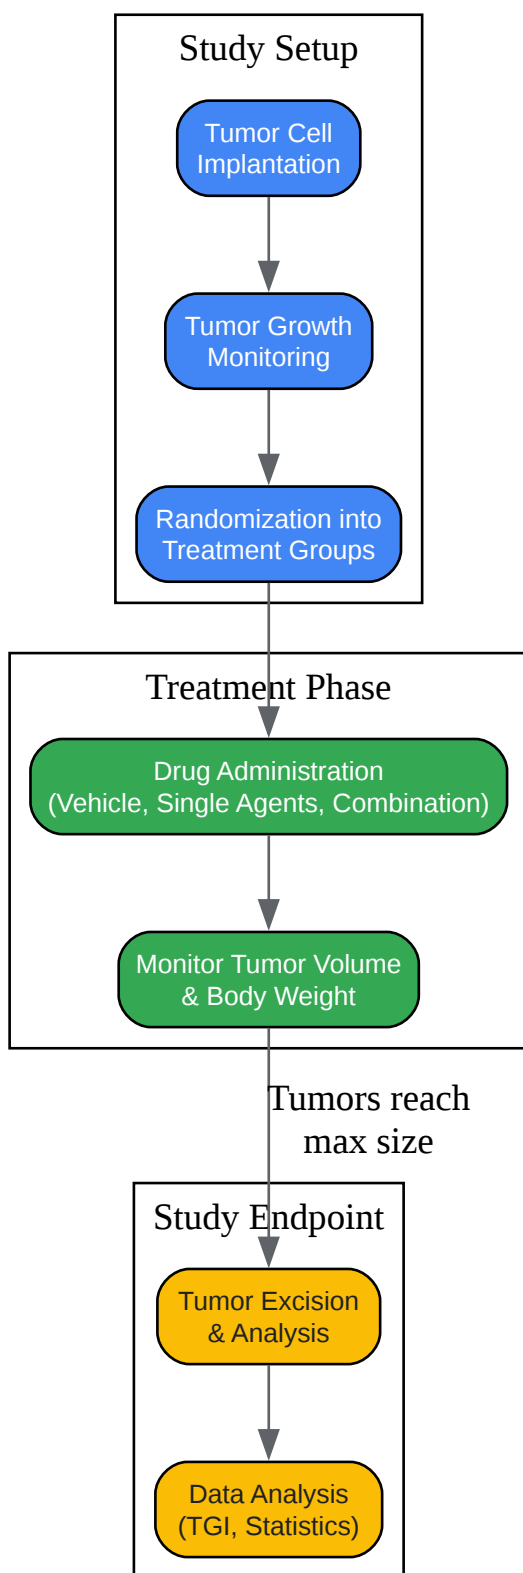 Study Setup
Tumor Cell
Implantation
Tumor Growth
Monitoring
Randomization into
Treatment Groups
Treatment Phase
Drug Administration
(Vehicle, Single Agents, Combination)
Monitor Tumor Volume
& Body Weight
Tumors reach
max size
Study Endpoint
Tumor Excision
& Analysis
Data Analysis
(TGI, Statistics)